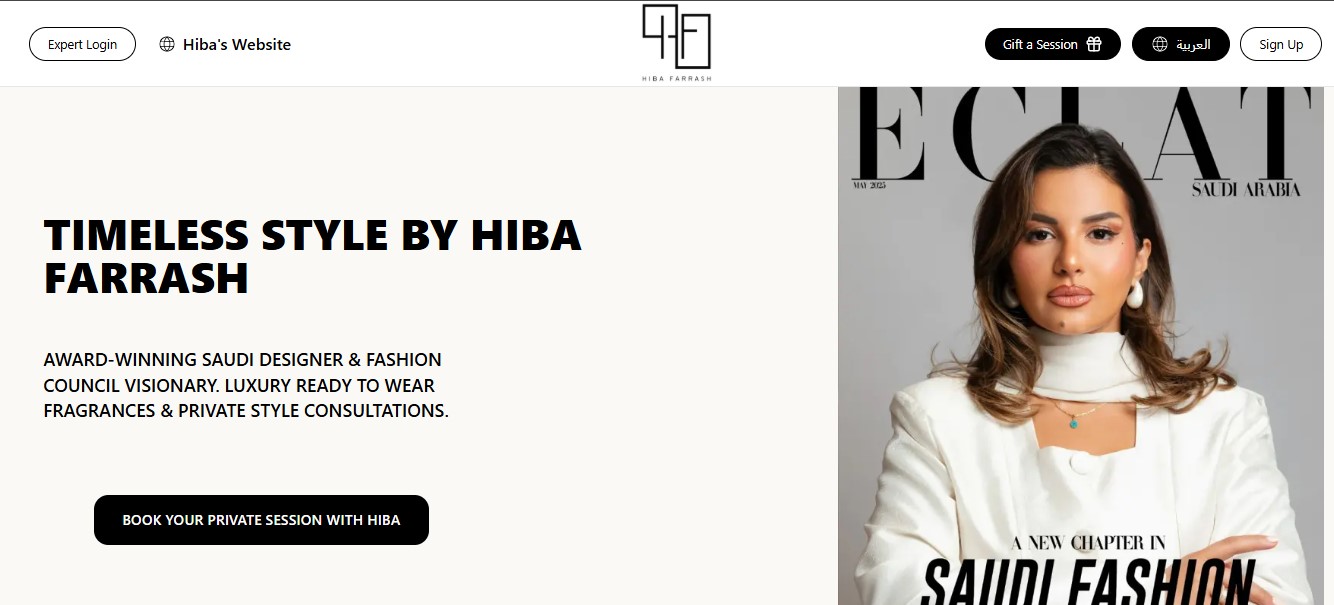 Expert Login
Hiba's Website
HIBA FARRASH
Gift a Session
العربية
Sign Up
TIMELESS STYLE BY HIBA
FARRASH
AWARD-WINNING SAUDI DESIGNER & FASHION
COUNCIL VISIONARY. LUXURY READY TO WEAR
FRAGRANCES & PRIVATE STYLE CONSULTATIONS.
BOOK YOUR PRIVATE SESSION WITH HIBA
ECLAT
MAY 2025
SAUDI ARABIA
A NEW CHAPTER IN
SAUDI FASHION